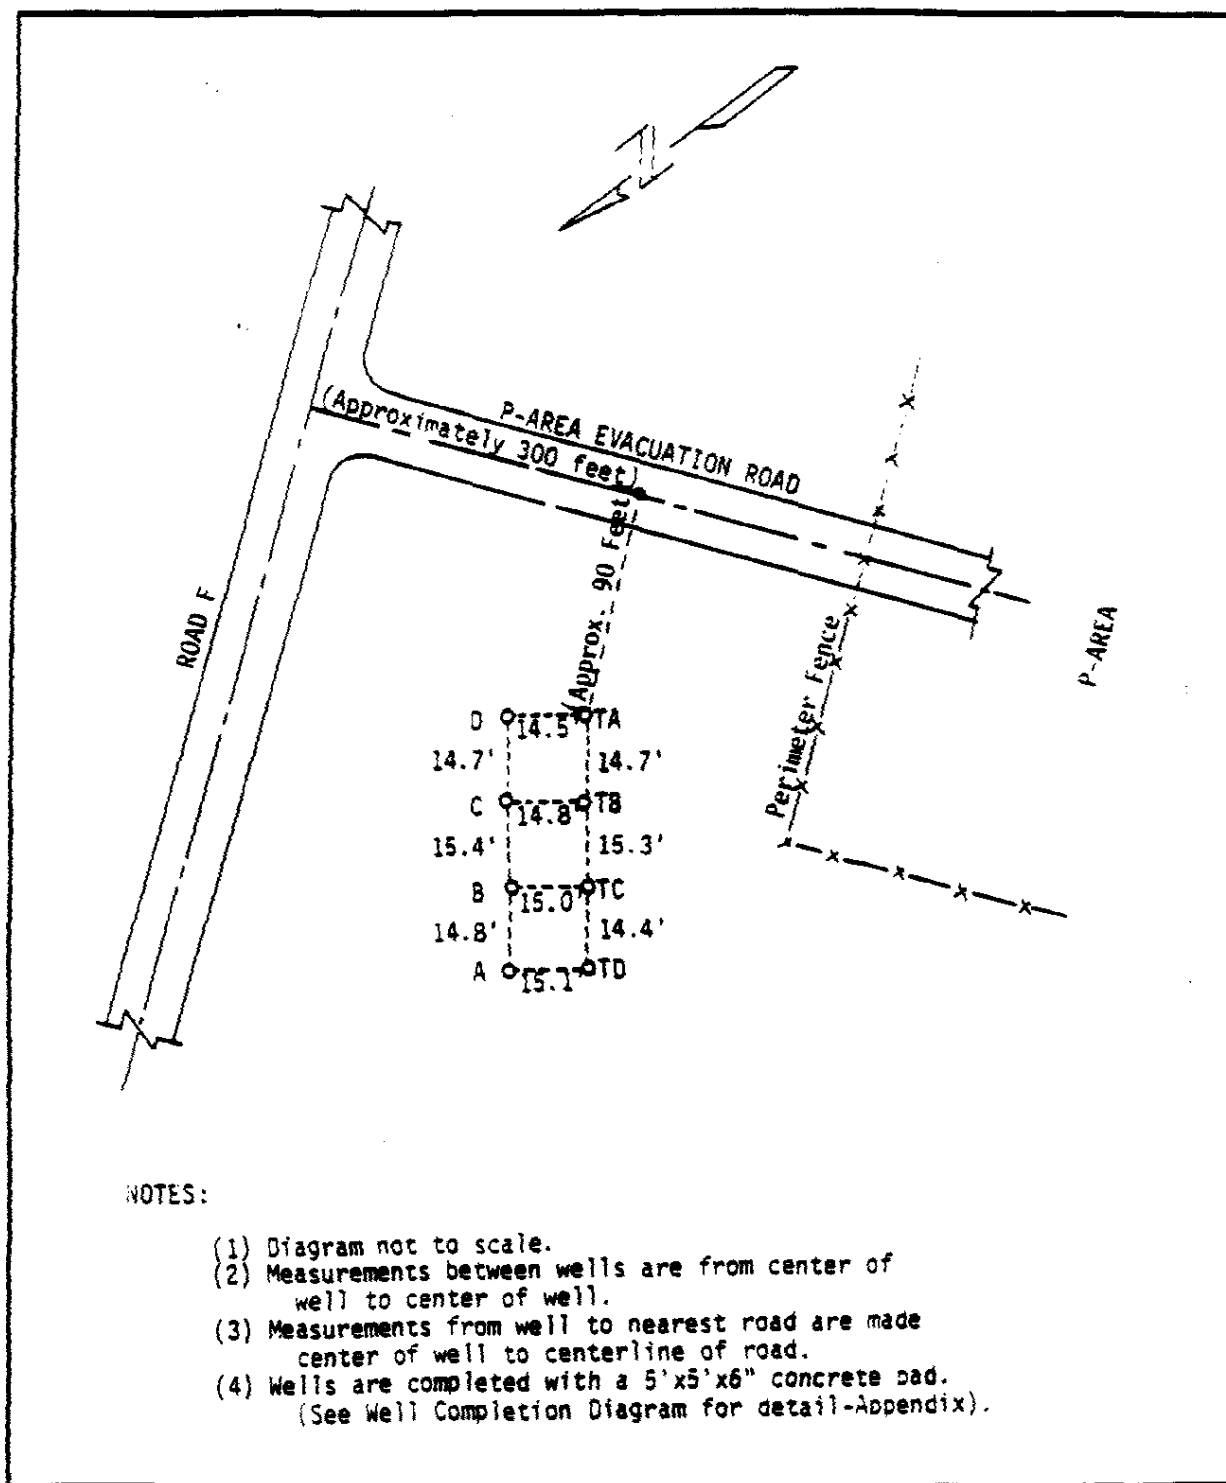 N
(Approximately 300 feet)
P-AREA EVACUATION ROAD
(Approx. 90 Feet)
ROAD F
Perimeter Fence
P-AREA
D 14.5' TA
14.7' 14.7'
C 14.8' TB
15.4' 15.3'
B 15.0' TC
14.8' 14.4'
A 15.1' TD
NOTES:
(1) Diagram not to scale.
(2) Measurements between wells are from center of
well to center of well.
(3) Measurements from well to nearest road are made
center of well to centerline of road.
(4) Wells are completed with a 5'x5'x6" concrete pad.
(See Well Completion Diagram for detail-Appendix).